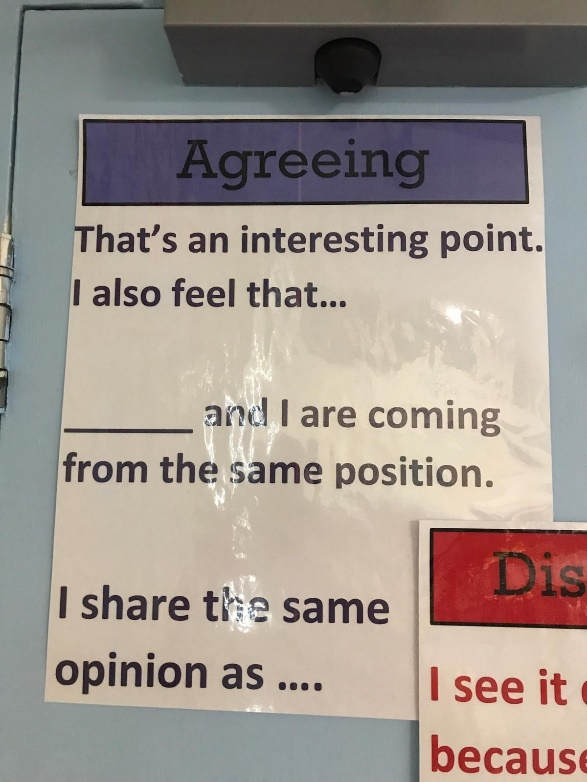 Agreeing
That's an interesting point.
I also feel that...
_______ and I are coming
from the same position.
I share the same
opinion as ....
Dis
I see it
because